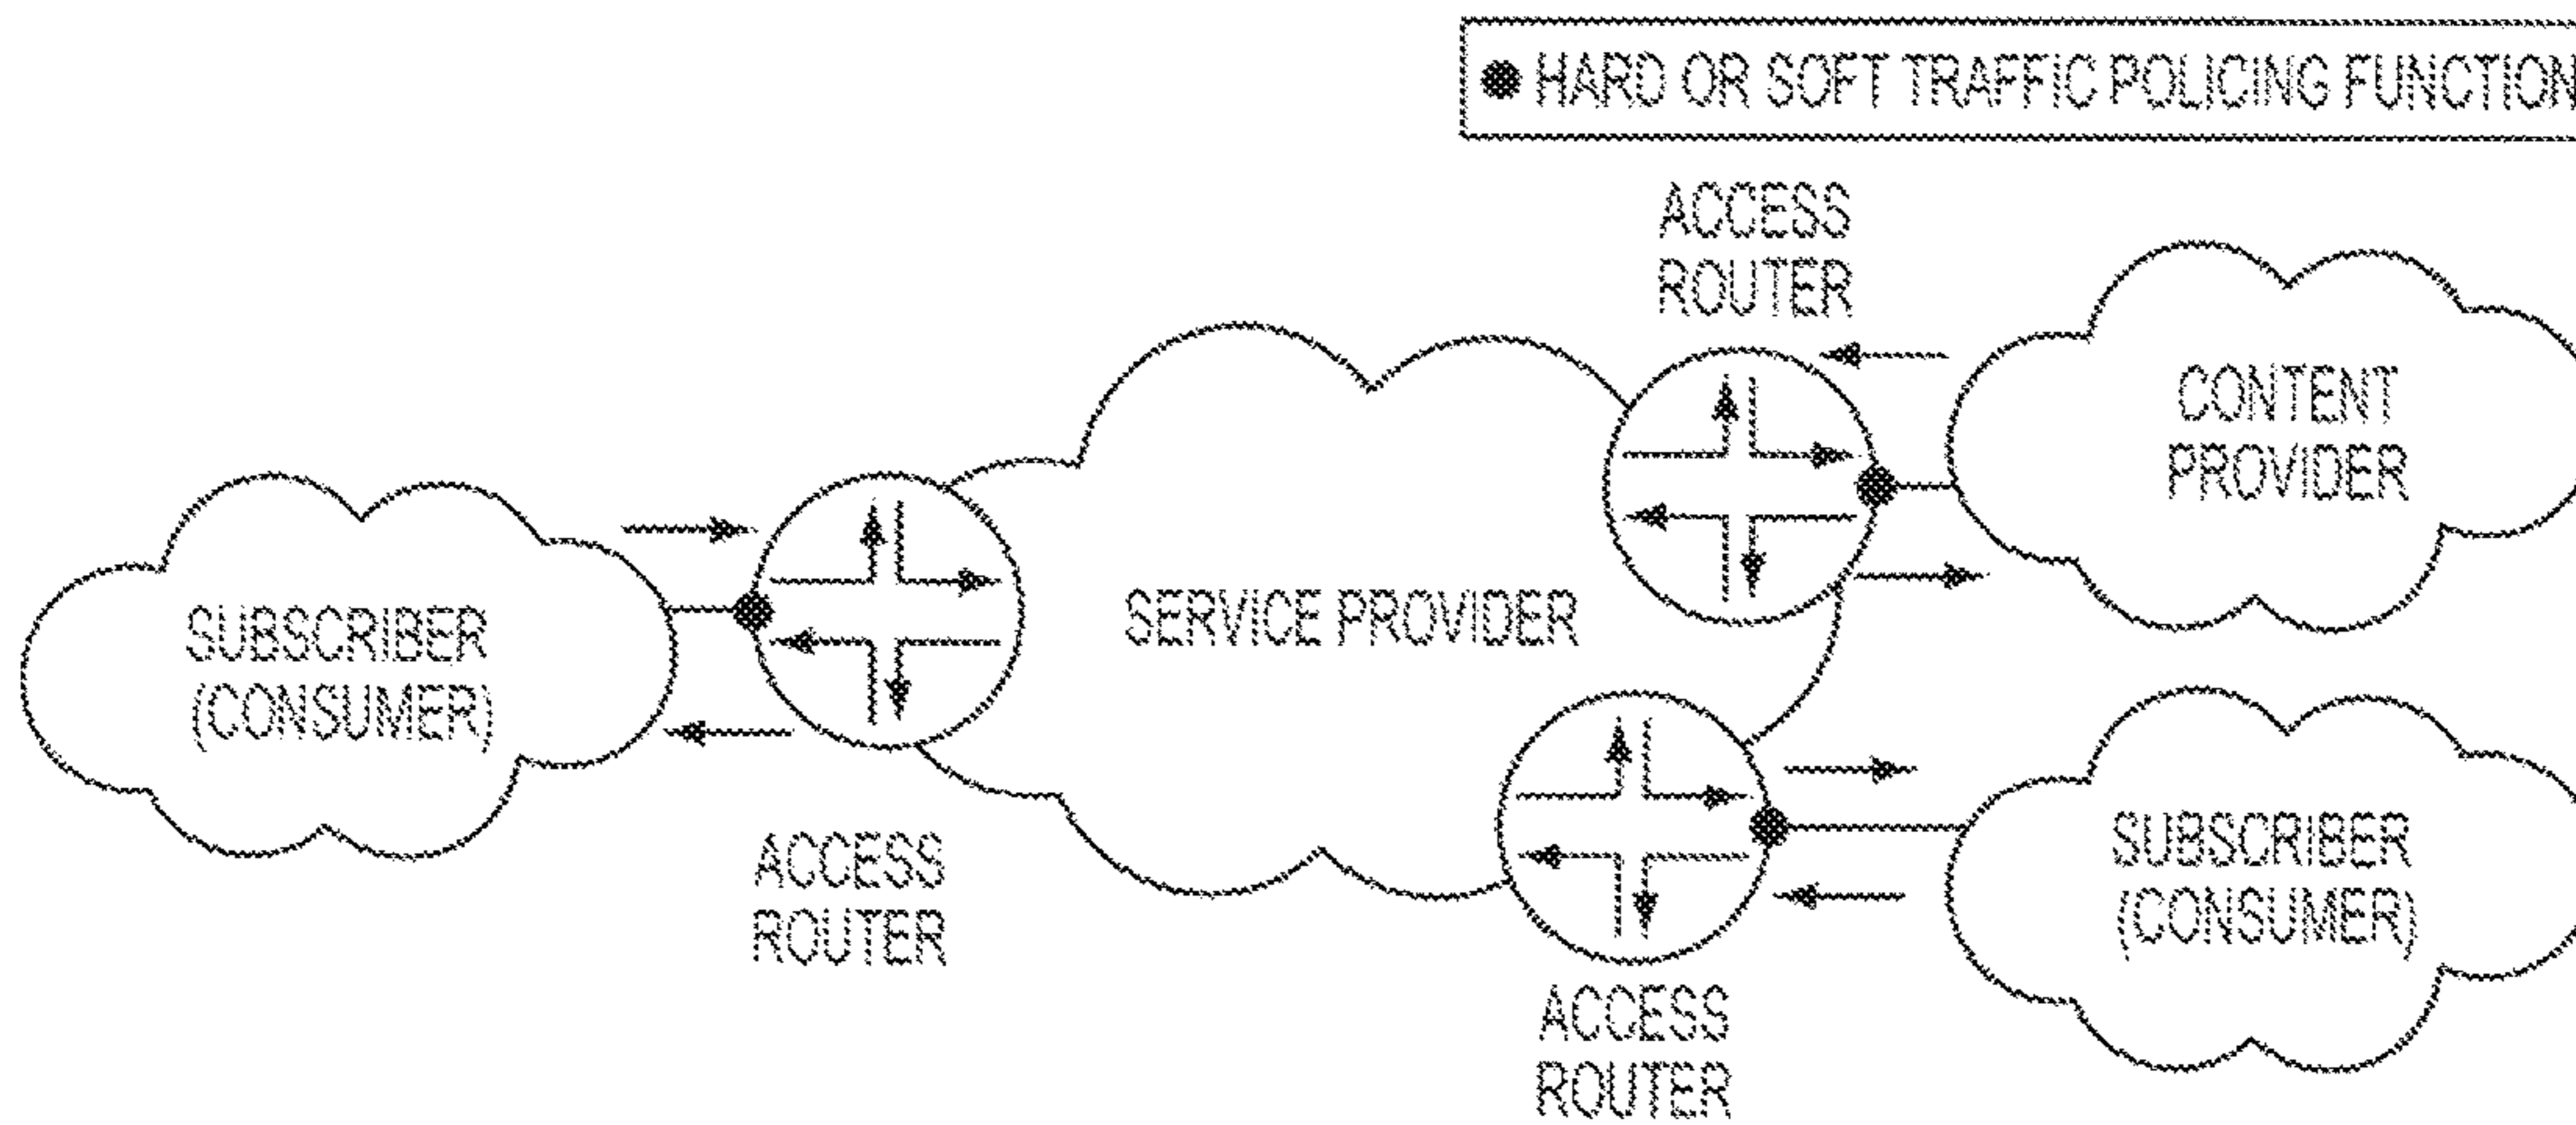 HARD OR SOFT TRAFFIC POLICING FUNCTION
ACCESS
ROUTER
CONTENT
PROVIDER
SUBSCRIBER
(CONSUMER)
SERVICE PROVIDER
ACCESS
ROUTER
SUBSCRIBER
(CONSUMER)
ACCESS
ROUTER